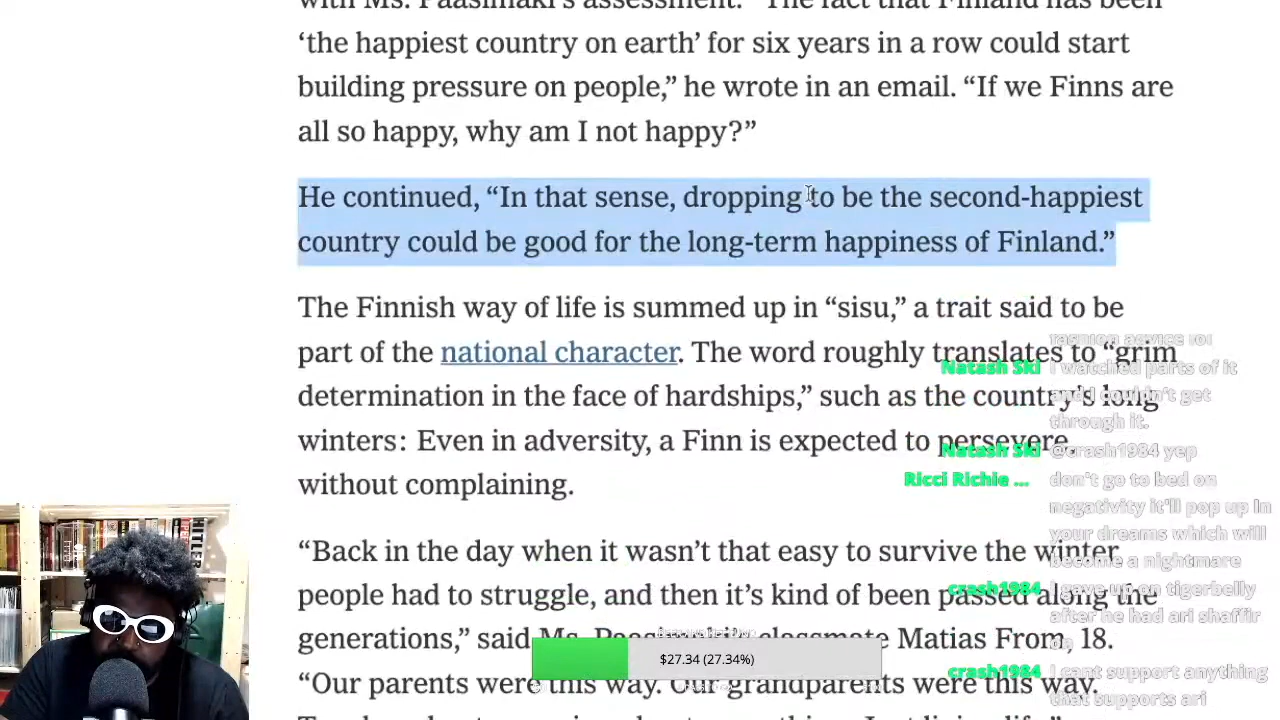 with Ms. Paasimäki’s assessment. “The fact that Finland has been
‘the happiest country on earth’ for six years in a row could start
building pressure on people,” he wrote in an email. “If we Finns are
all so happy, why am I not happy?”
He continued, “In that sense, dropping to be the second-happiest
country could be good for the long-term happiness of Finland.”
The Finnish way of life is summed up in “sisu,” a trait said to be
part of the national character. The word roughly translates to “grim
determination in the face of hardships,” such as the country’s long
winters: Even in adversity, a Finn is expected to persevere,
without complaining.
“Back in the day when it wasn’t that easy to survive the winter,
people had to struggle, and then it’s kind of been passed along the
generations,” said Ms. classmate Matias From, 18.
“Our parents were this way. Our grandparents were this way.
fashion advice lol
Natash Ski I watched parts of it
and I couldn't get
through it.
Natash Ski @crash1984 yep
Ricci Richie ... don't go to bed on
negativity it'll pop up in
your dreams which will
become a nightmare
crash1984 I gave up on tigerbelly
after he had ari shaffir
on
crash1984 I cant support anything
that supports ari
$27.34 (27.34%)
HITLER